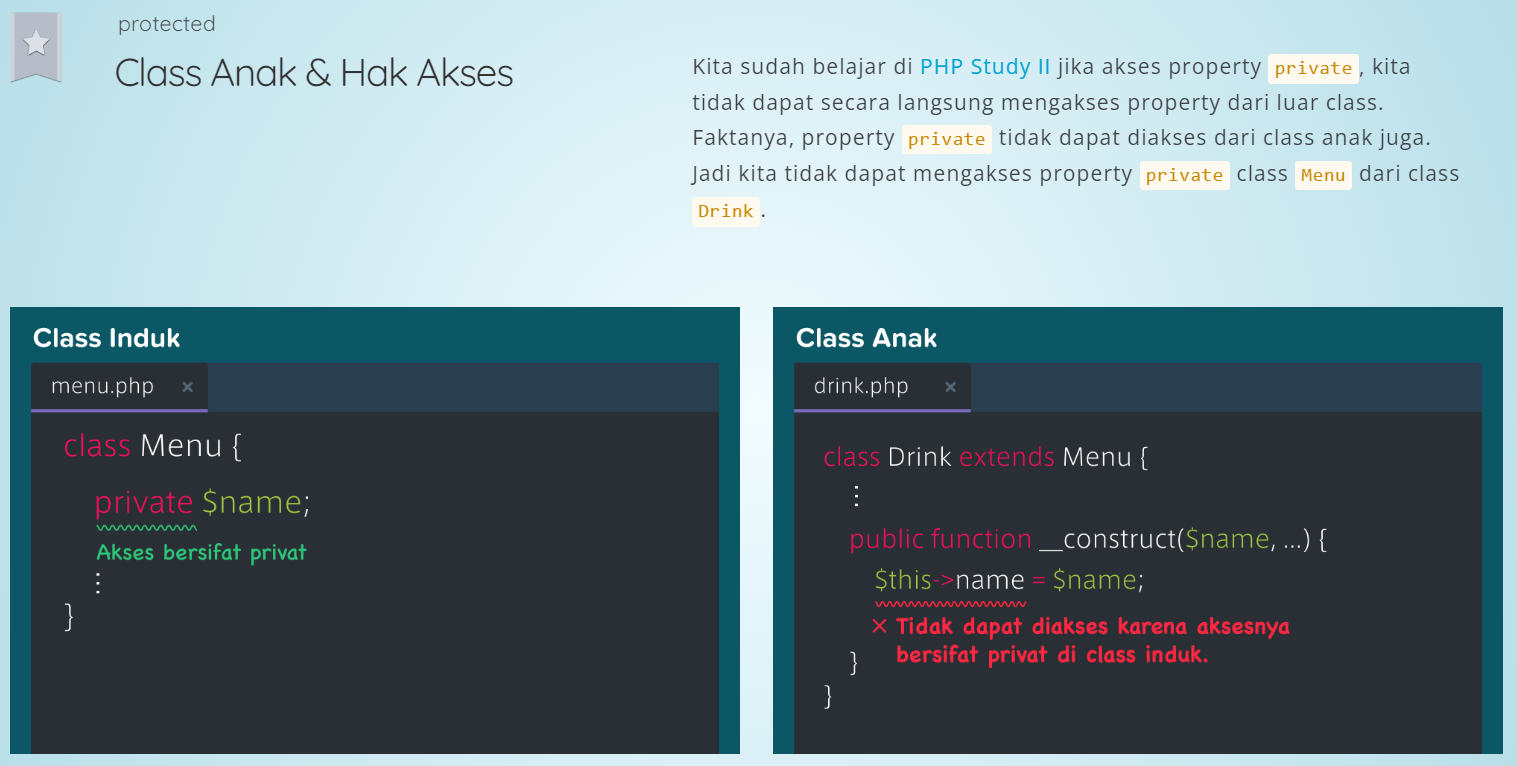 protected
Class Anak & Hak Akses
Kita sudah belajar di PHP Study II jika akses property private, kita
tidak dapat secara langsung mengakses property dari luar class.
Faktanya, property private tidak dapat diakses dari class anak juga.
Jadi kita tidak dapat mengakses property private class Menu dari class
Drink.
Class Induk
menu.php ×
class Menu {
private $name;
Akses bersifat privat
⋮
}
Class Anak
drink.php ×
class Drink extends Menu {
⋮
public function __construct($name, ...) {
$this->name = $name;
× Tidak dapat diakses karena aksesnya
bersifat privat di class induk.
}
}